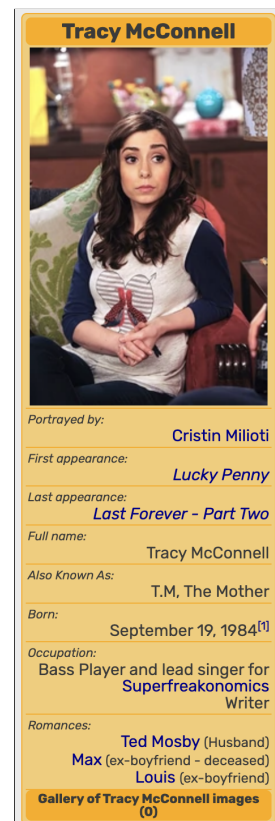 Tracy McConnell
Portrayed by:
Cristin Milioti
First appearance:
Lucky Penny
Last appearance:
Last Forever - Part Two
Full name:
Tracy McConnell
Also Known As:
T.M, The Mother
Born:
September 19, 1984[1]
Occupation:
Bass Player and lead singer for
Superfreakonomics
Writer
Romances:
Ted Mosby (Husband)
Max (ex-boyfriend - deceased)
Louis (ex-boyfriend)
Gallery of Tracy McConnell images
(0)